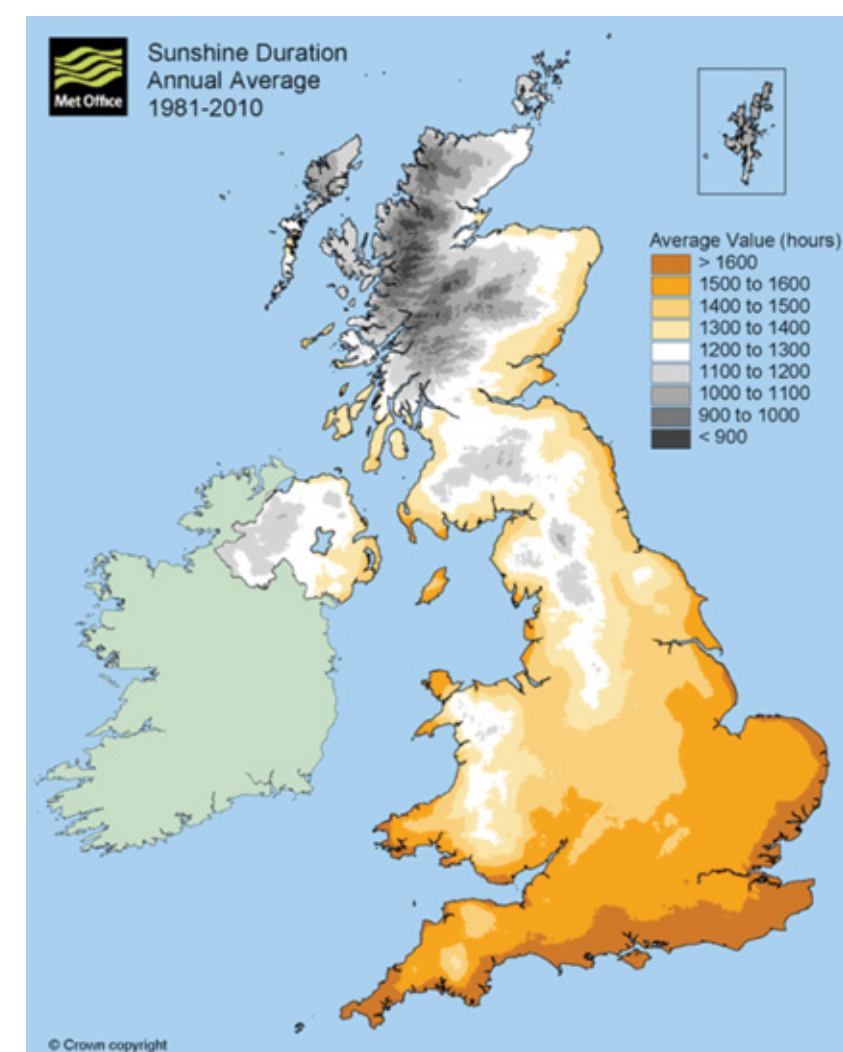 Met Office
Sunshine Duration
Annual Average
1981-2010
Average Value (hours)
> 1600
1500 to 1600
1400 to 1500
1300 to 1400
1200 to 1300
1100 to 1200
1000 to 1100
900 to 1000
< 900
© Crown copyright